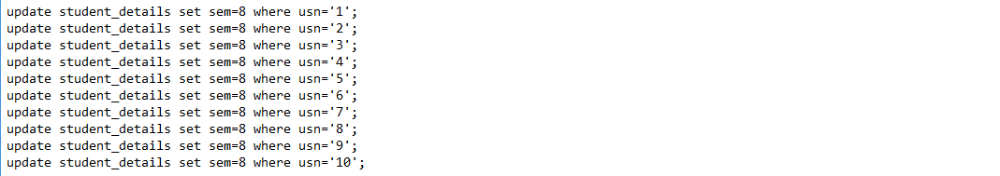 update student_details set sem=8 where usn='1';
update student_details set sem=8 where usn='2';
update student_details set sem=8 where usn='3';
update student_details set sem=8 where usn='4';
update student_details set sem=8 where usn='5';
update student_details set sem=8 where usn='6';
update student_details set sem=8 where usn='7';
update student_details set sem=8 where usn='8';
update student_details set sem=8 where usn='9';
update student_details set sem=8 where usn='10';